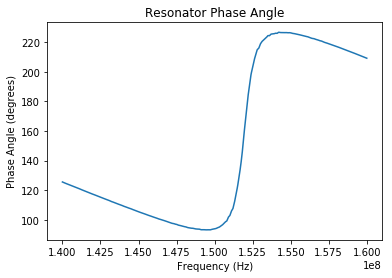 Resonator Phase Angle
Phase Angle (degrees)
220
200
180
160
140
120
100
1.400 1.425 1.450 1.475 1.500 1.525 1.550 1.575 1.600
1e8
Frequency (Hz)